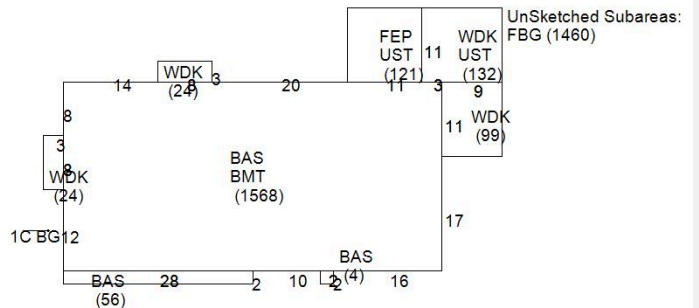 UnSketched Subareas:
FBG (1460)
FEP
UST
(121)
11
WDK
UST
(132)
WDK
(24)
3
14
8
20
11
3
9
8
11
WDK
(99)
3
8
WDK
(24)
BAS
BMT
(1568)
17
1C BG12
BAS
(4)
BAS
(56)
28
2
10
2
2
16